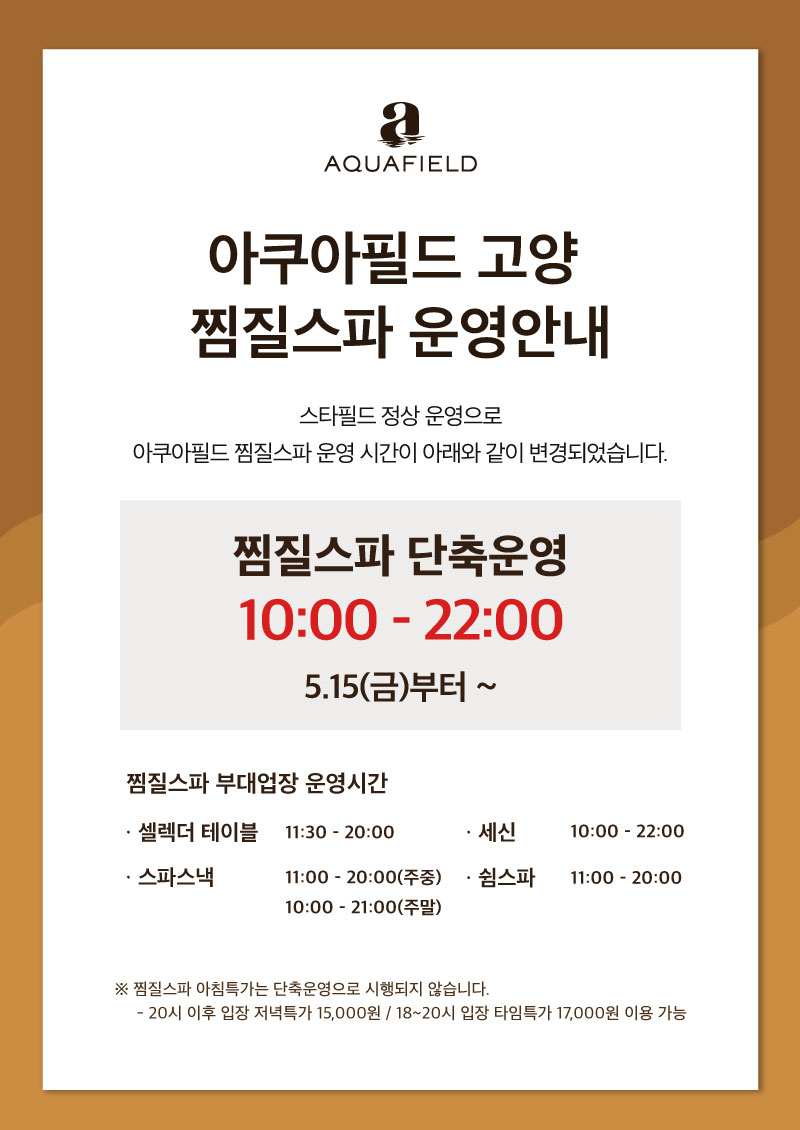 a
AQUAFIELD
아쿠아필드 고양
찜질스파 운영안내
스타필드 정상 운영으로
아쿠아필드 찜질스파 운영 시간이 아래와 같이 변경되었습니다.
찜질스파 단축운영
10:00 - 22:00
5.15(금)부터 ~
찜질스파 부대업장 운영시간
· 셀렉더 테이블 11:30 - 20:00 · 세신 10:00 - 22:00
· 스파스낵 11:00 - 20:00(주중) · 쉼스파 11:00 - 20:00
10:00 - 21:00(주말)
※ 찜질스파 아침특가는 단축운영으로 시행되지 않습니다.
- 20시 이후 입장 저녁특가 15,000원 / 18~20시 입장 타임특가 17,000원 이용 가능